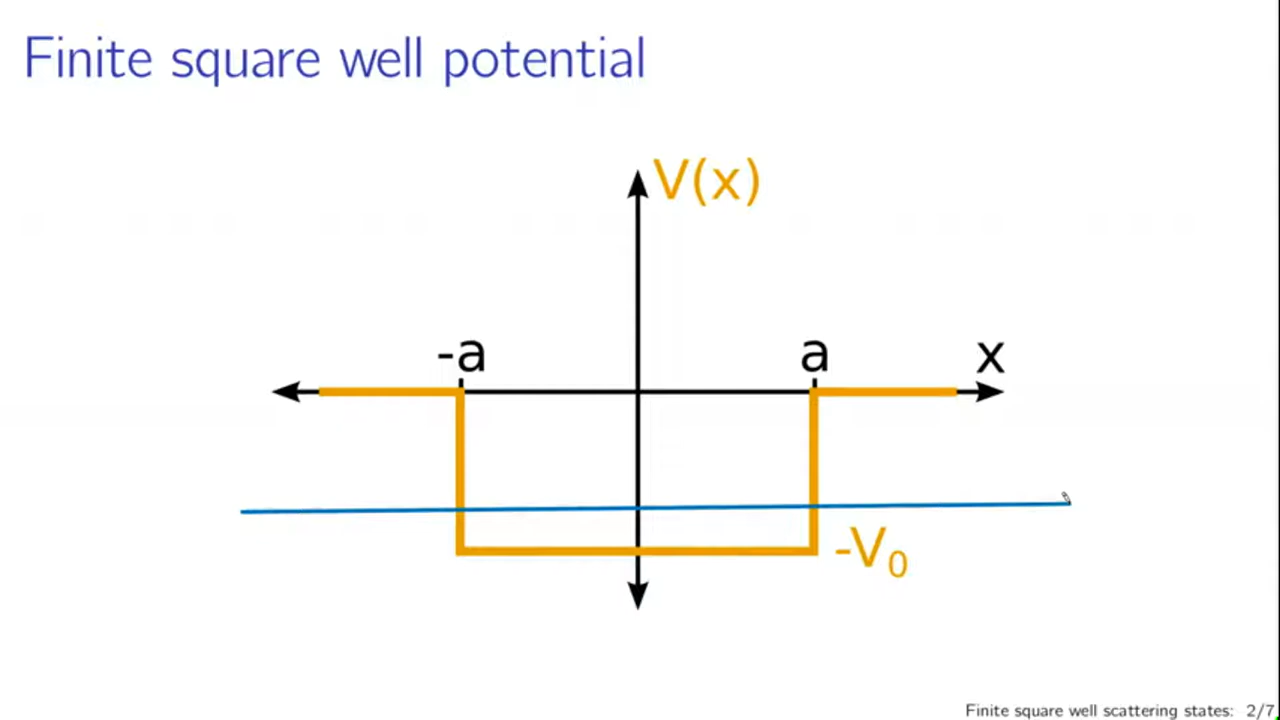 Finite square well potential
V(x)
-a
a
x
-V₀
Finite square well scattering states: 2/7